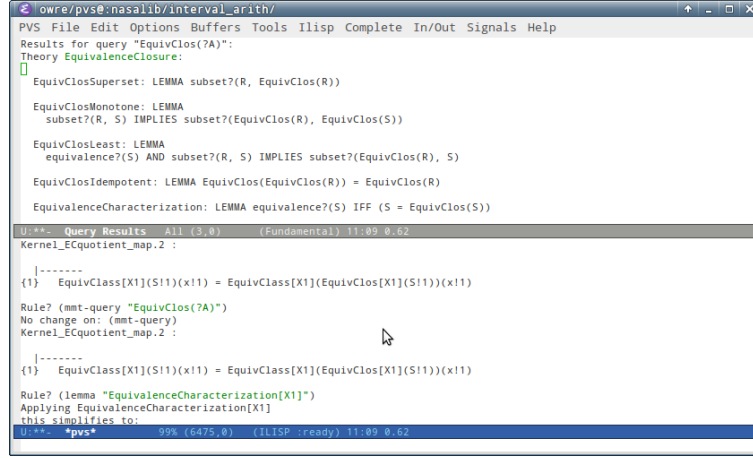 owre/pvs@:nasalib/interval_arith/
PVS File Edit Options Buffers Tools Ilisp Complete In/Out Signals Help
Results for query "EquivClos(?A)":
Theory EquivalenceClosure:
EquivClosSuperset: LEMMA subset?(R, EquivClos(R))
EquivClosMonotone: LEMMA
subset?(R, S) IMPLIES subset?(EquivClos(R), EquivClos(S))
EquivClosLeast: LEMMA
equivalence?(S) AND subset?(R, S) IMPLIES subset?(EquivClos(R), S)
EquivClosIdempotent: LEMMA EquivClos(EquivClos(R)) = EquivClos(R)
EquivalenceCharacterization: LEMMA equivalence?(S) IFF (S = EquivClos(S))
U:**- Query Results All (3,0) (Fundamental) 11:09 0.62
Kernel_ECquotient_map.2 :
|-------
{1} EquivClass[X1](S!1)(x!1) = EquivClass[X1](EquivClos[X1](S!1))(x!1)
Rule? (mmt-query "EquivClos(?A)")
No change on: (mmt-query)
Kernel_ECquotient_map.2 :
|-------
{1} EquivClass[X1](S!1)(x!1) = EquivClass[X1](EquivClos[X1](S!1))(x!1)
Rule? (lemma "EquivalenceCharacterization[X1]")
Applying EquivalenceCharacterization[X1]
this simplifies to:
U:**- *pvs* 99% (6475,0) (ILISP :ready) 11:09 0.62